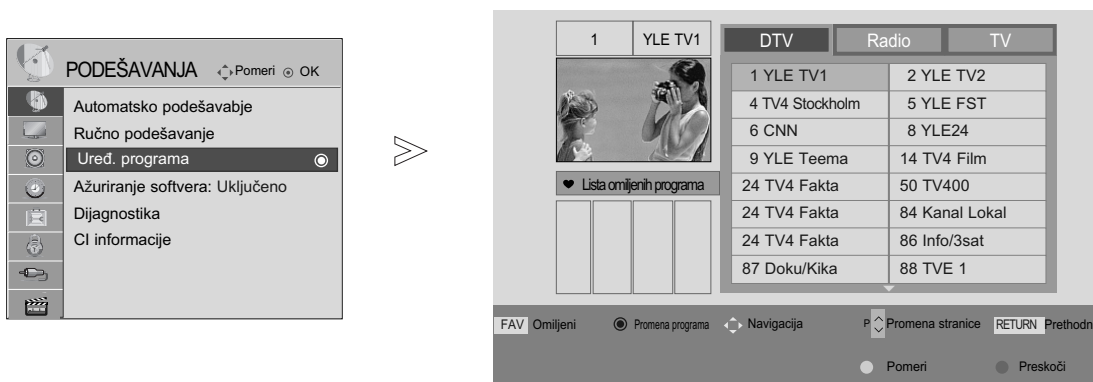 PODEŠAVANJA Pomeri OK
Automatsko podešavabje
Ručno podešavanje
Uređ. programa
Ažuriranje softvera: Uključeno
Dijagnostika
CI informacije
1 YLE TV1
DTV Radio TV
1 YLE TV1 2 YLE TV2
4 TV4 Stockholm 5 YLE FST
6 CNN 8 YLE24
9 YLE Teema 14 TV4 Film
24 TV4 Fakta 50 TV400
24 TV4 Fakta 84 Kanal Lokal
24 TV4 Fakta 86 Info/3sat
87 Doku/Kika 88 TVE 1
Lista omiljenih programa
FAV Omiljeni Promena programa Navigacija P Promena stranice RETURN Prethodn
Pomeri Preskoči